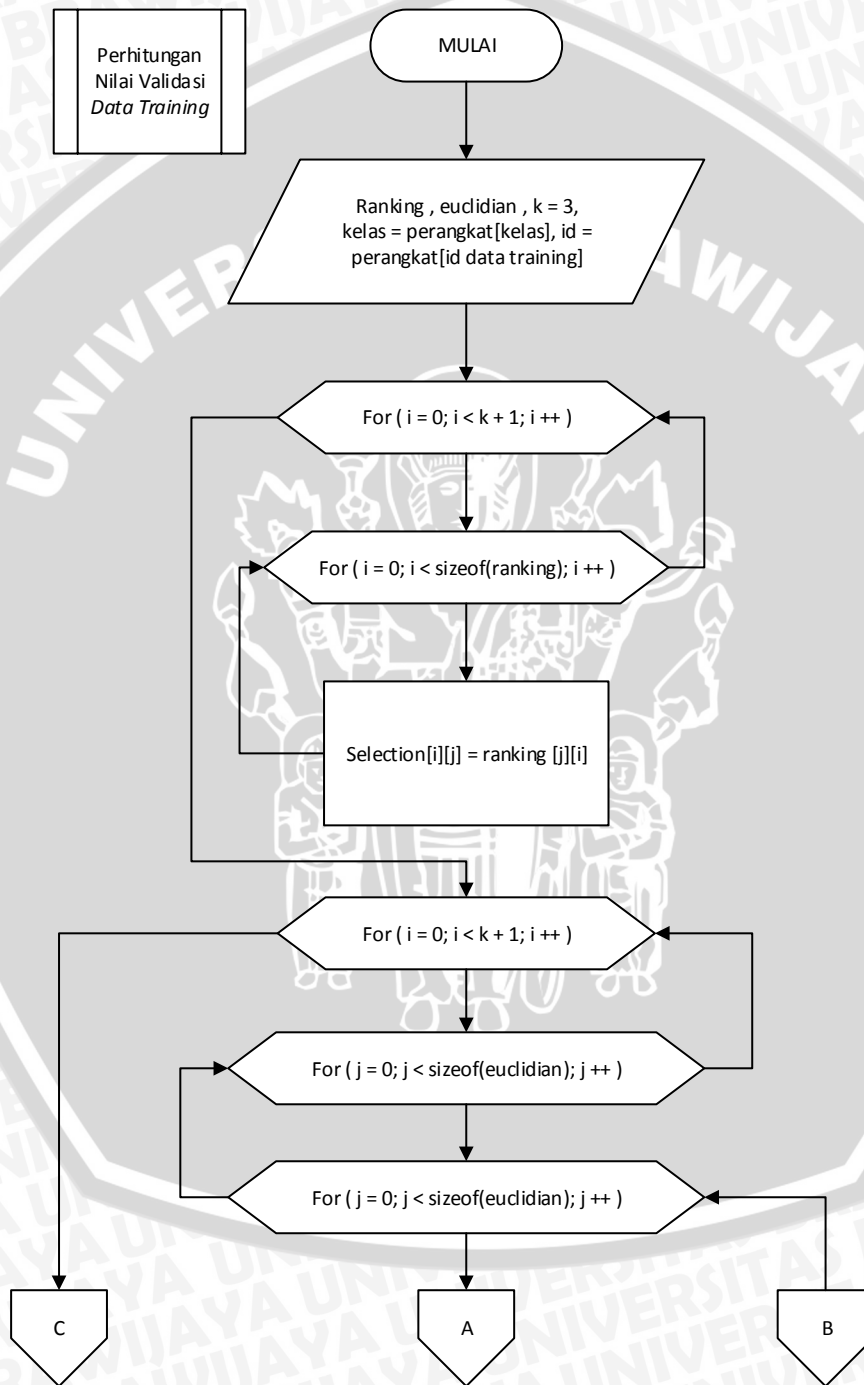 Perhitungan
Nilai Validasi
Data Training
MULAI
Ranking , euclidian , k = 3,
kelas = perangkat[kelas], id =
perangkat[id data training]
For ( i = 0; i < k + 1; i ++ )
For ( i = 0; i < sizeof(ranking); i ++ )
Selection[i][j] = ranking [j][i]
For ( i = 0; i < k + 1; i ++ )
For ( j = 0; j < sizeof(euclidian); j ++ )
For ( j = 0; j < sizeof(euclidian); j ++ )
C
A
B